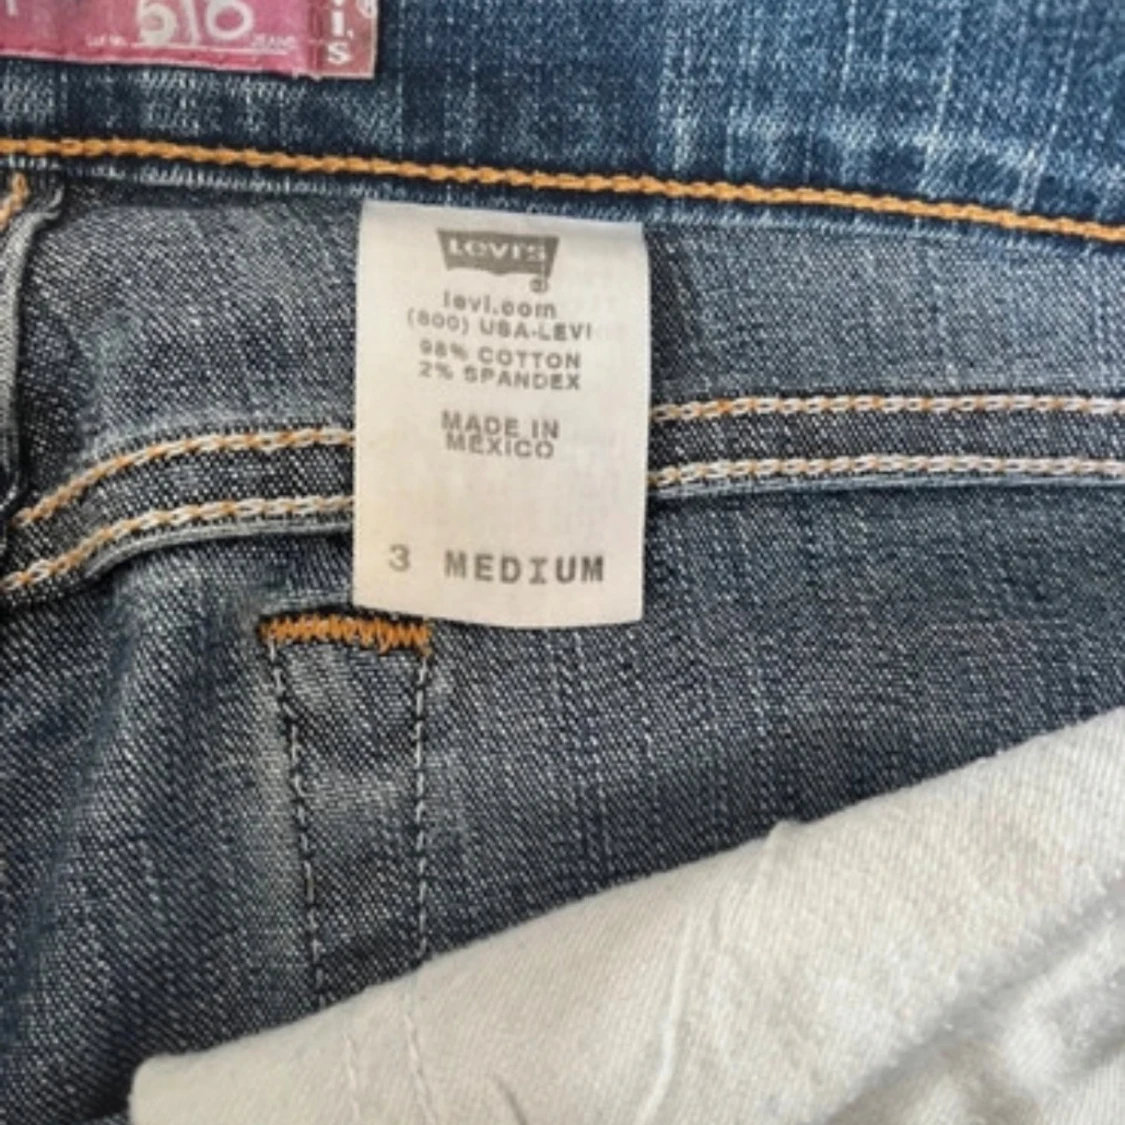 Levi's
levi.com
(800) USA-LEVI
98% COTTON
2% SPANDEX
MADE IN
MEXICO
3 MEDIUM